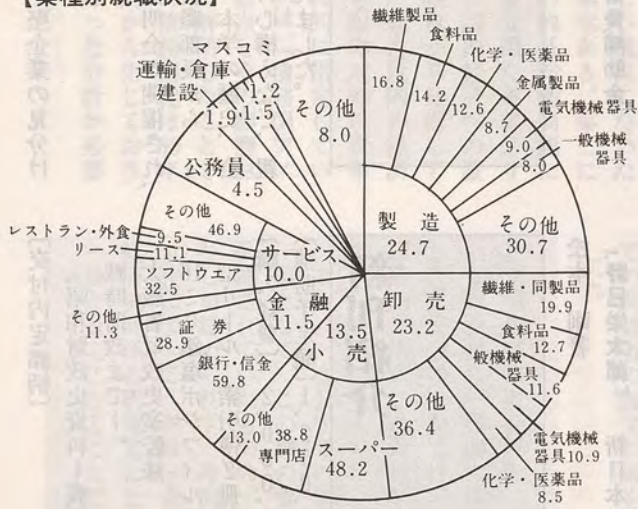 【業種別就職状況】
繊維製品
16.8
食料品
14.2
化学・医薬品
12.6
金属製品
8.7
電気機械器具
9.0
一般機械
器具
8.0
その他
30.7
製造
24.7
卸売
23.2
繊維・同製品
19.9
食料品
12.7
一般機械
器具
11.6
電気機械
器具10.9
化学・医薬品
8.5
その他
36.4
小売
13.5
スーパー
48.2
専門店
38.8
その他
13.0
金融
11.5
銀行・信金
59.8
証券
28.9
その他
11.3
サービス
10.0
ソフトウエア
32.5
リース
11.1
レストラン・外食
9.5
その他
46.9
公務員
4.5
建設
1.9
運輸・倉庫
1.5
マスコミ
1.2
その他
8.0